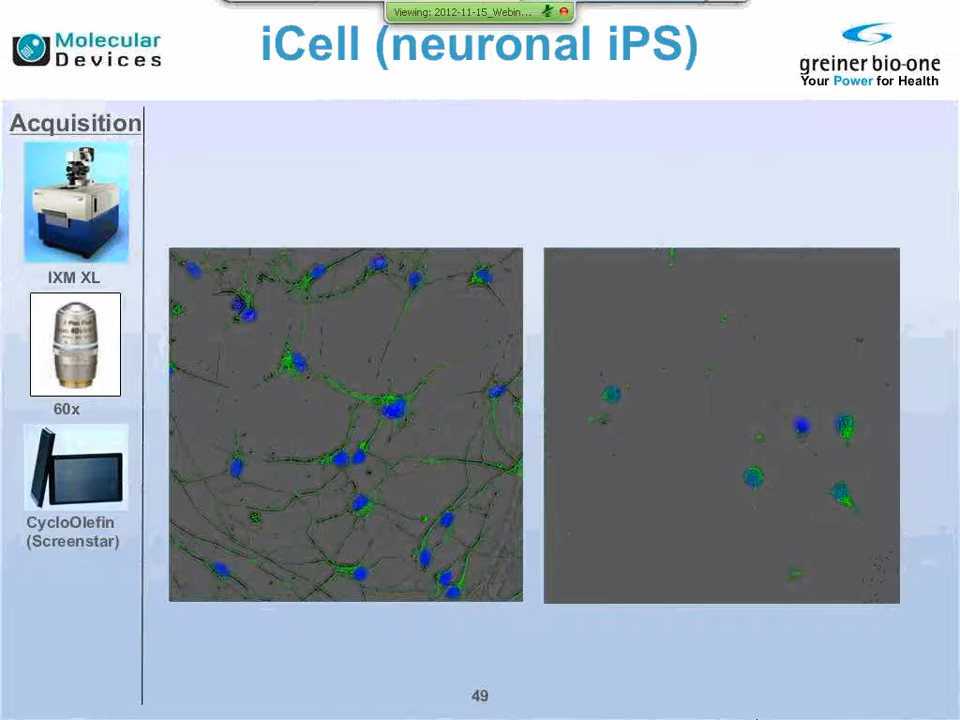 Viewing: 2012-11-15_Webin...
Molecular
Devices
iCell (neuronal iPS)
greiner bio-one
Your Power for Health
Acquisition
IXM XL
40x
60x
CycloOlefin
(Screenstar)
49